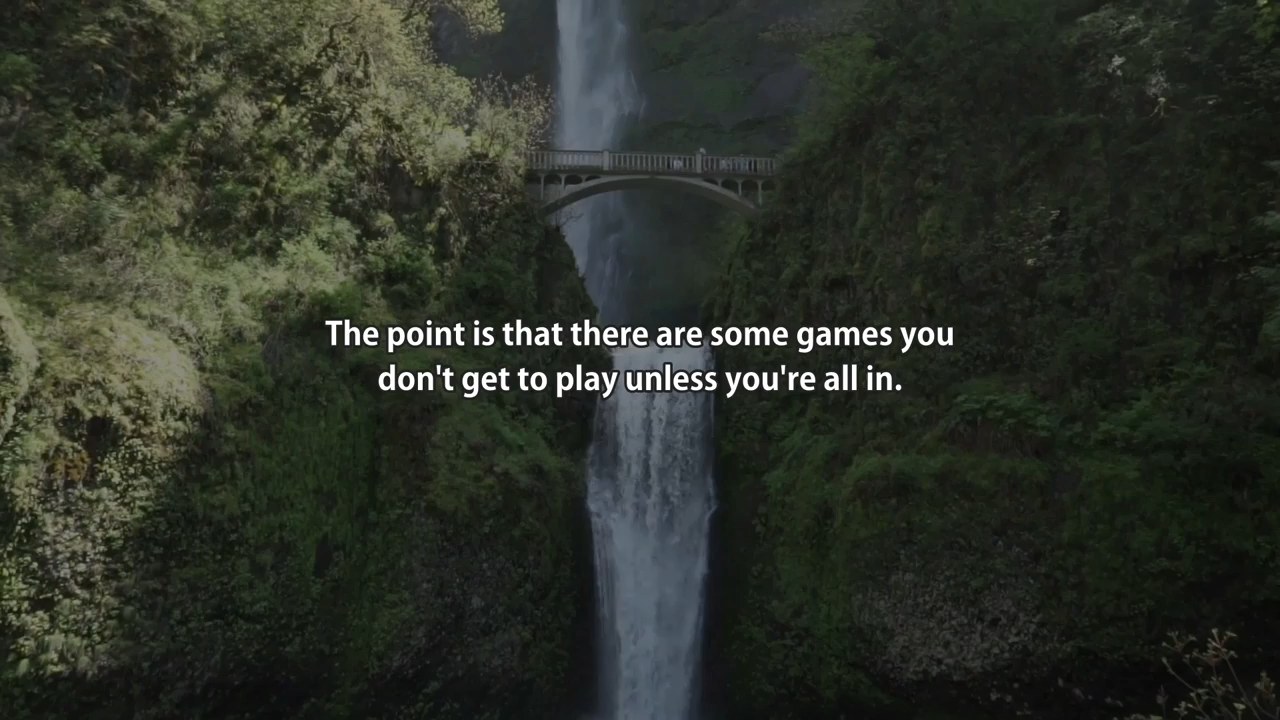 The point is that there are some games you
don't get to play unless you're all in.